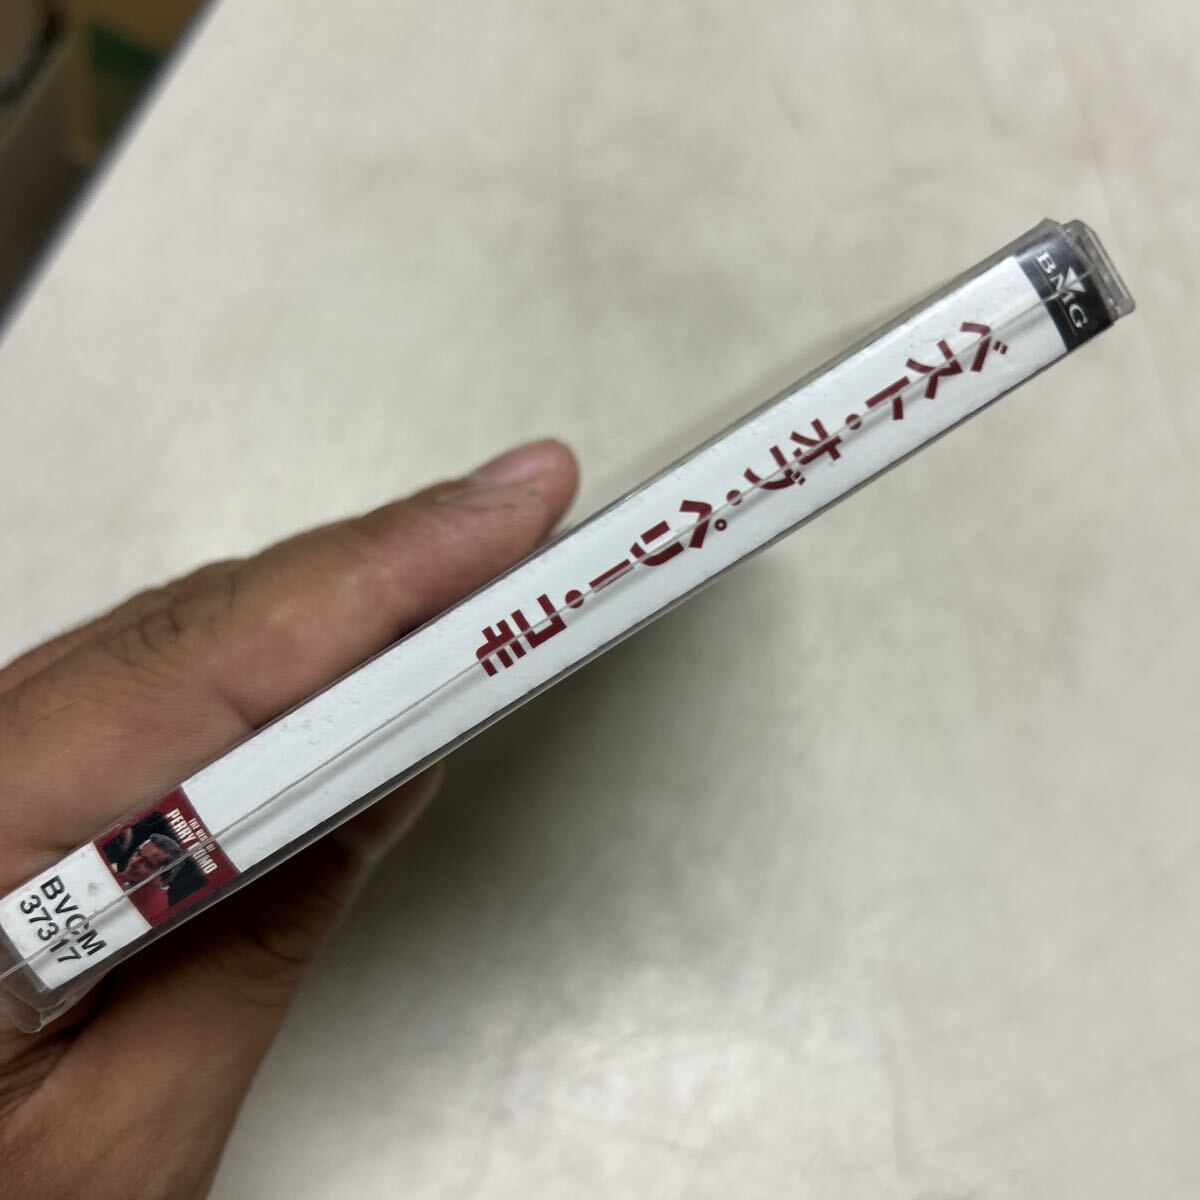 BMG
ベスト・オブ・ペリー・コモ
THE BEST OF
PERRY COMO
BVCM
37317